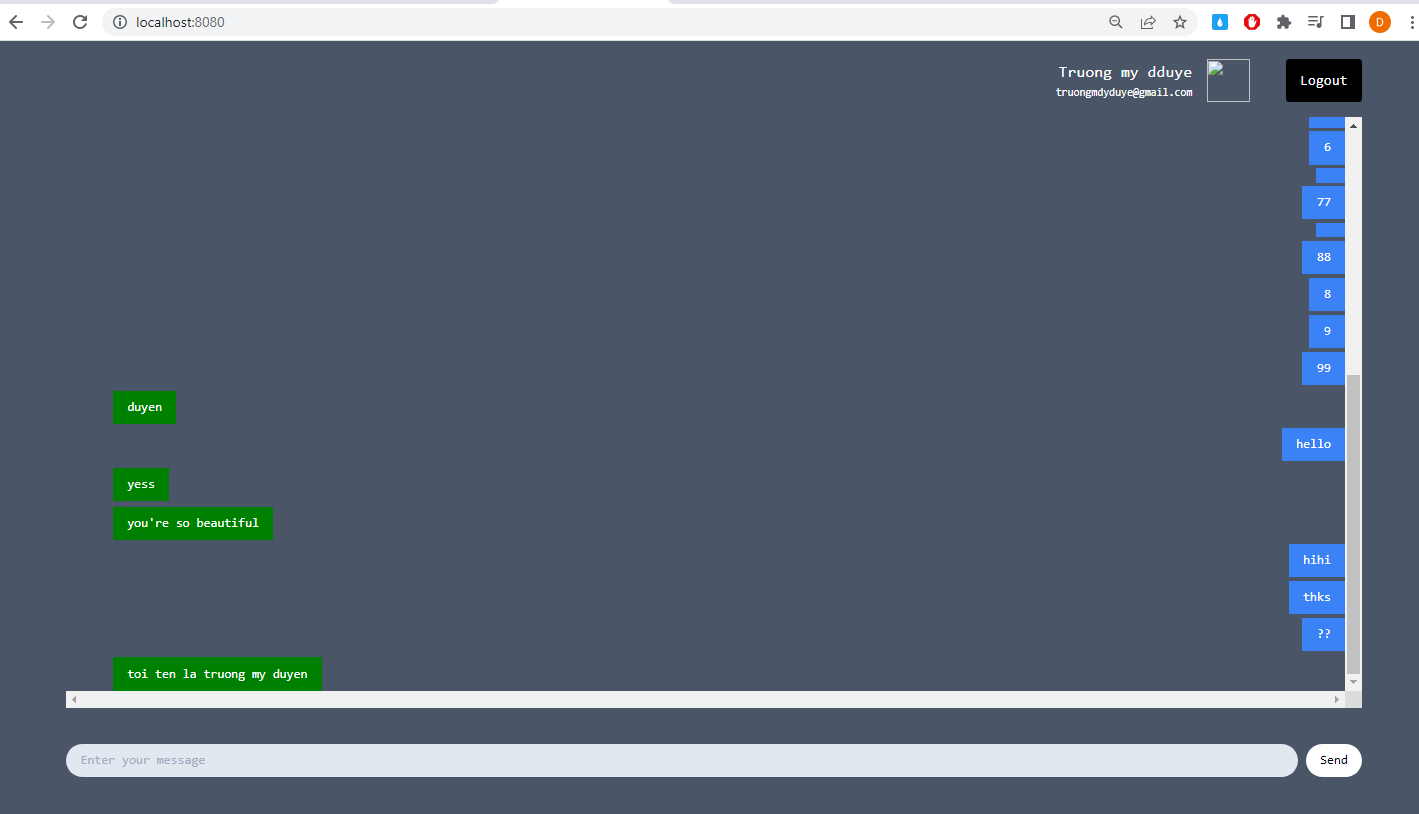 localhost:8080
D
Truong my dduye
truongmdyduye@gmail.com
Logout
6
77
88
8
9
99
duyen
hello
yess
you're so beautiful
hihi
thks
??
toi ten la truong my duyen
Enter your message
Send